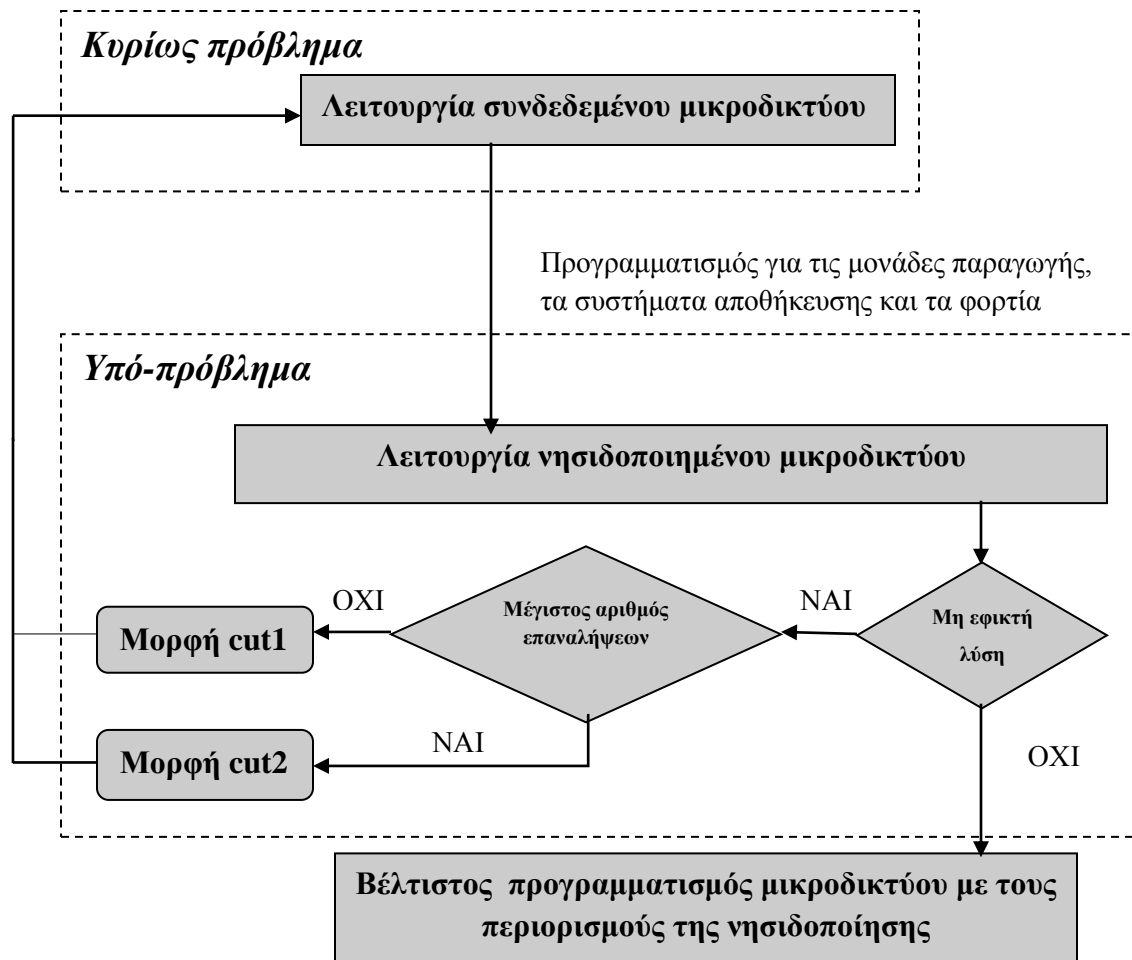 Κυρίως πρόβλημα
Λειτουργία συνδεδεμένου μικροδικτύου
Προγραμματισμός για τις μονάδες παραγωγής,
τα συστήματα αποθήκευσης και τα φορτία
Υπό-πρόβλημα
Λειτουργία νησιδοποιημένου μικροδικτύου
Μη εφικτή
λύση
ΝΑΙ
Μέγιστος αριθμός
επαναλήψεων
ΟΧΙ
Μορφή cut1
ΝΑΙ
Μορφή cut2
ΟΧΙ
Βέλτιστος προγραμματισμός μικροδικτύου με τους
περιορισμούς της νησιδοποίησης